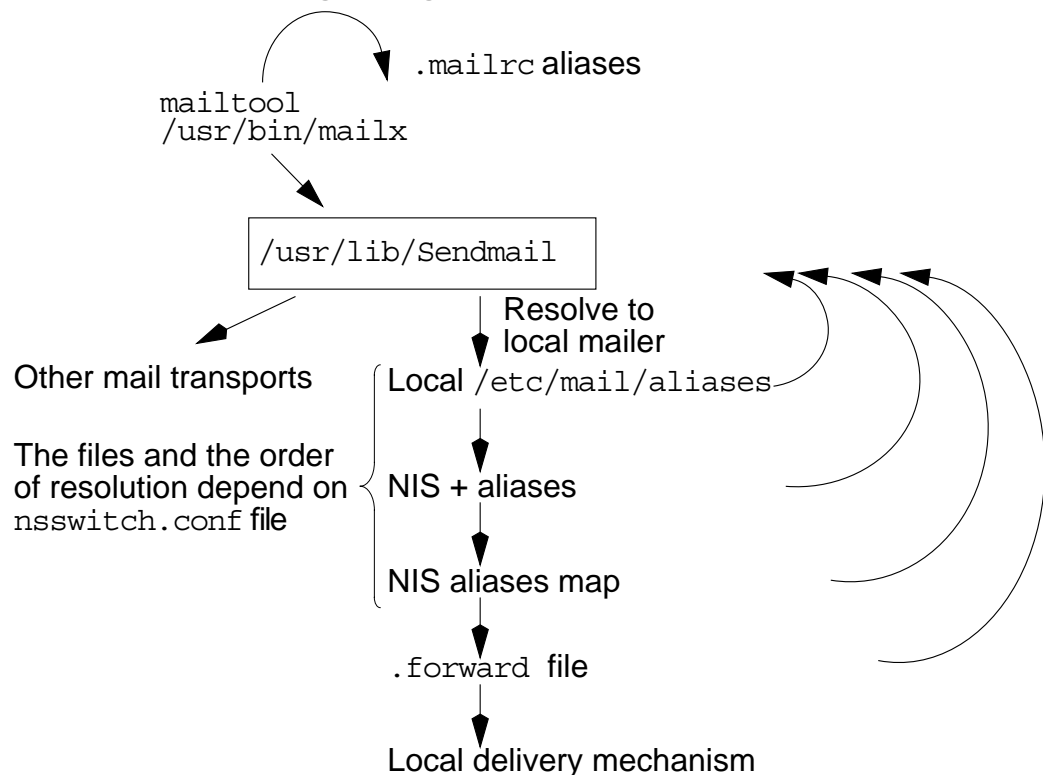 .mailrc aliases
mailtool
/usr/bin/mailx
/usr/lib/Sendmail
Resolve to
local mailer
Other mail transports
Local /etc/mail/aliases
The files and the order
of resolution depend on
nsswitch.conf file
NIS + aliases
NIS aliases map
.forward file
Local delivery mechanism